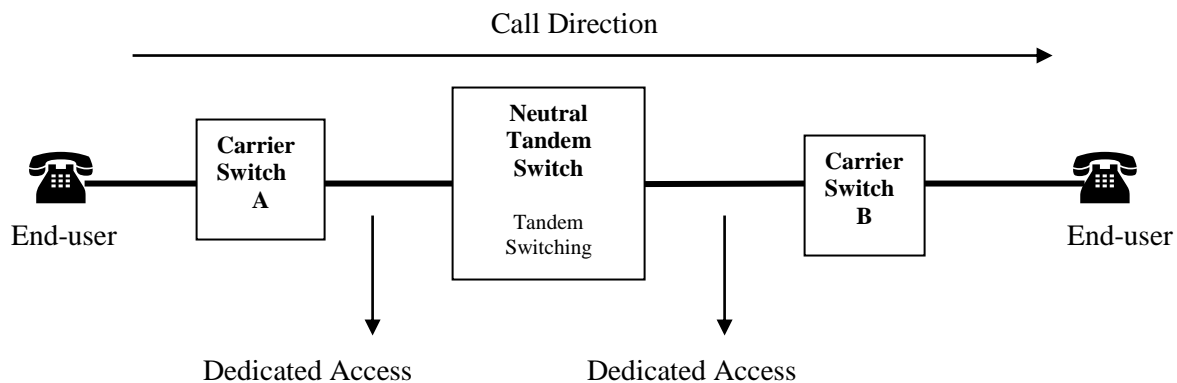 Call Direction
Neutral
Tandem
Switch
Tandem
Switching
Carrier
Switch
A
Carrier
Switch
B
End-user
End-user
Dedicated Access
Dedicated Access